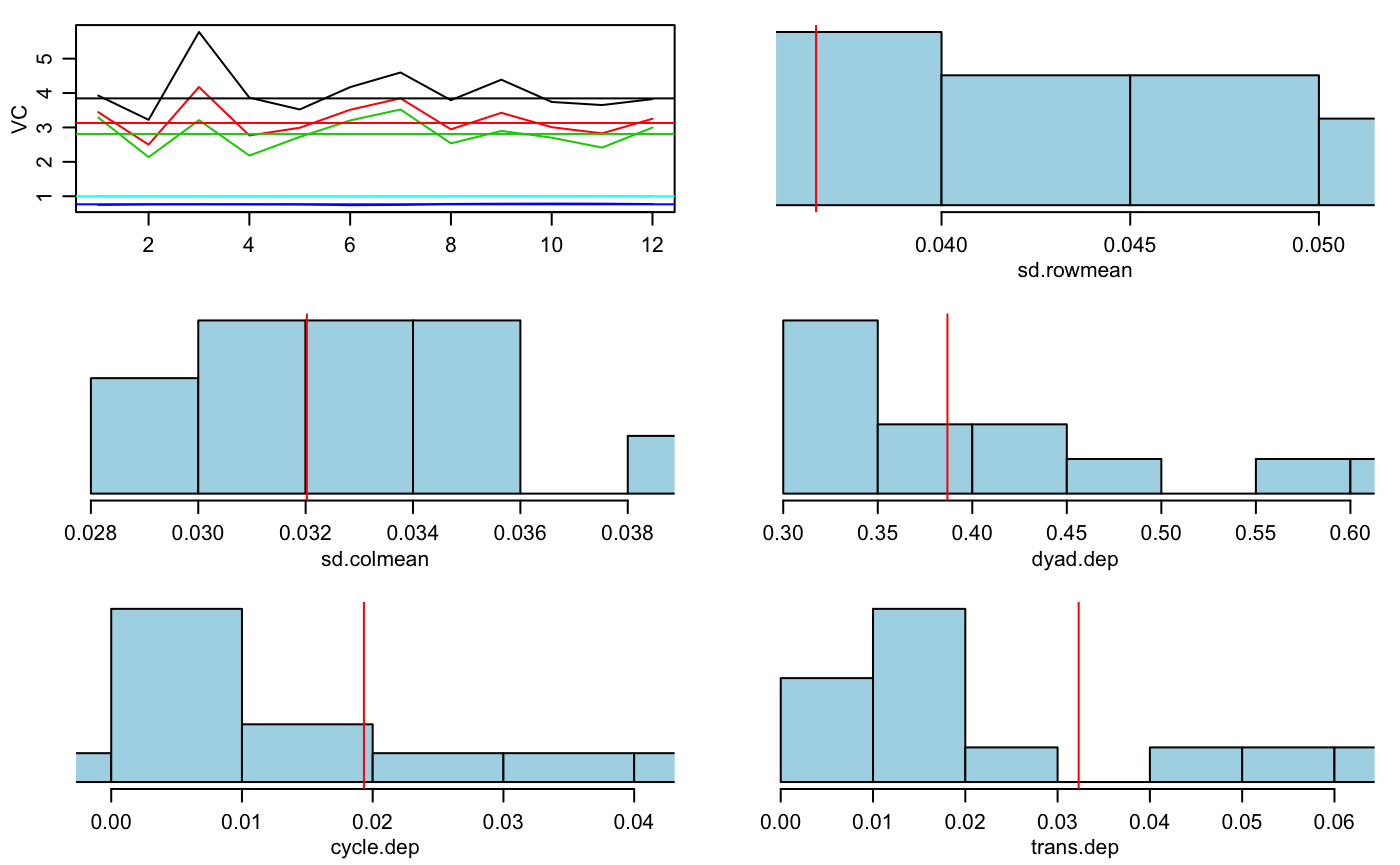 VC
5
4
3
2
1
2 4 6 8 10 12
0.040 0.045 0.050
sd.rowmean
0.028 0.030 0.032 0.034 0.036 0.038
sd.colmean
0.30 0.35 0.40 0.45 0.50 0.55 0.60
dyad.dep
0.00 0.01 0.02 0.03 0.04
cycle.dep
0.00 0.01 0.02 0.03 0.04 0.05 0.06
trans.dep